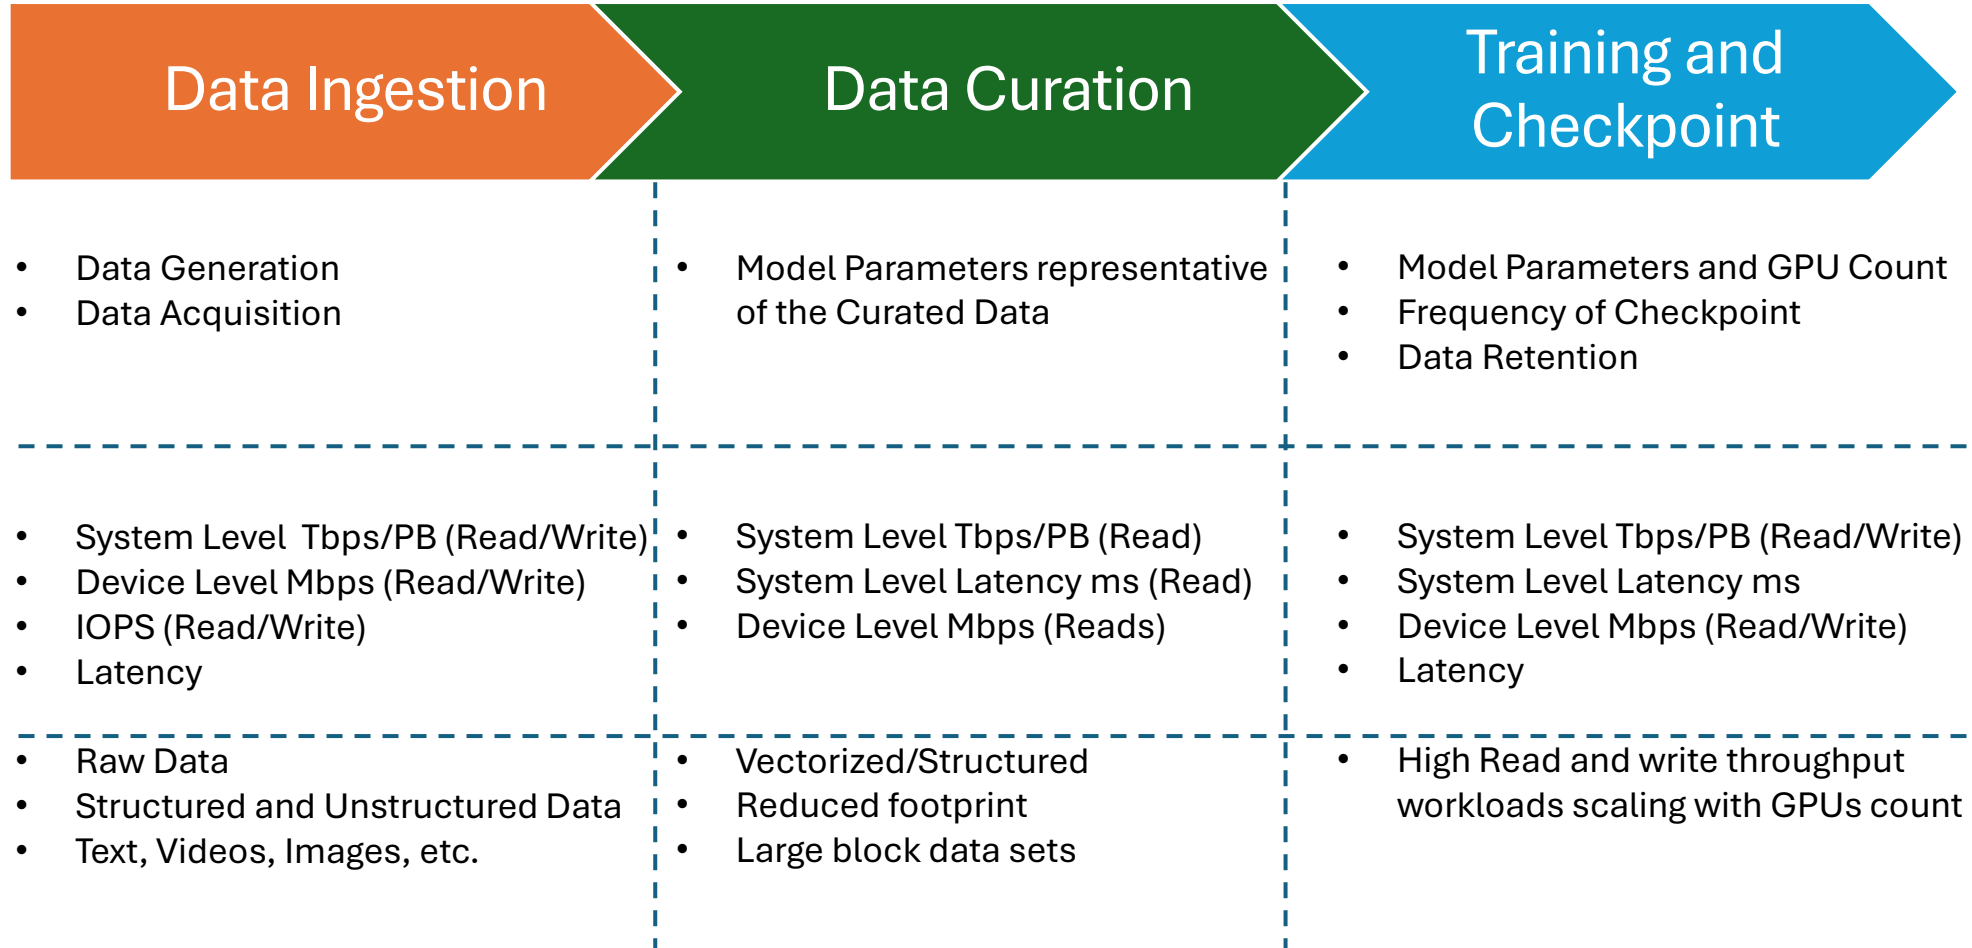 Data Ingestion
Data Curation
Training and
Checkpoint
• Data Generation
• Data Acquisition
• Model Parameters representative
of the Curated Data
• Model Parameters and GPU Count
• Frequency of Checkpoint
• Data Retention
• System Level  Tbps/PB (Read/Write)
• Device Level Mbps (Read/Write)
• IOPS (Read/Write)
• Latency
• System Level Tbps/PB (Read)
• System Level Latency ms (Read)
• Device Level Mbps (Reads)
• System Level Tbps/PB (Read/Write)
• System Level Latency ms
• Device Level Mbps (Read/Write)
• Latency
• Raw Data
• Structured and Unstructured Data
• Text, Videos, Images, etc.
• Vectorized/Structured
• Reduced footprint
• Large block data sets
• High Read and write throughput
workloads scaling with GPUs count